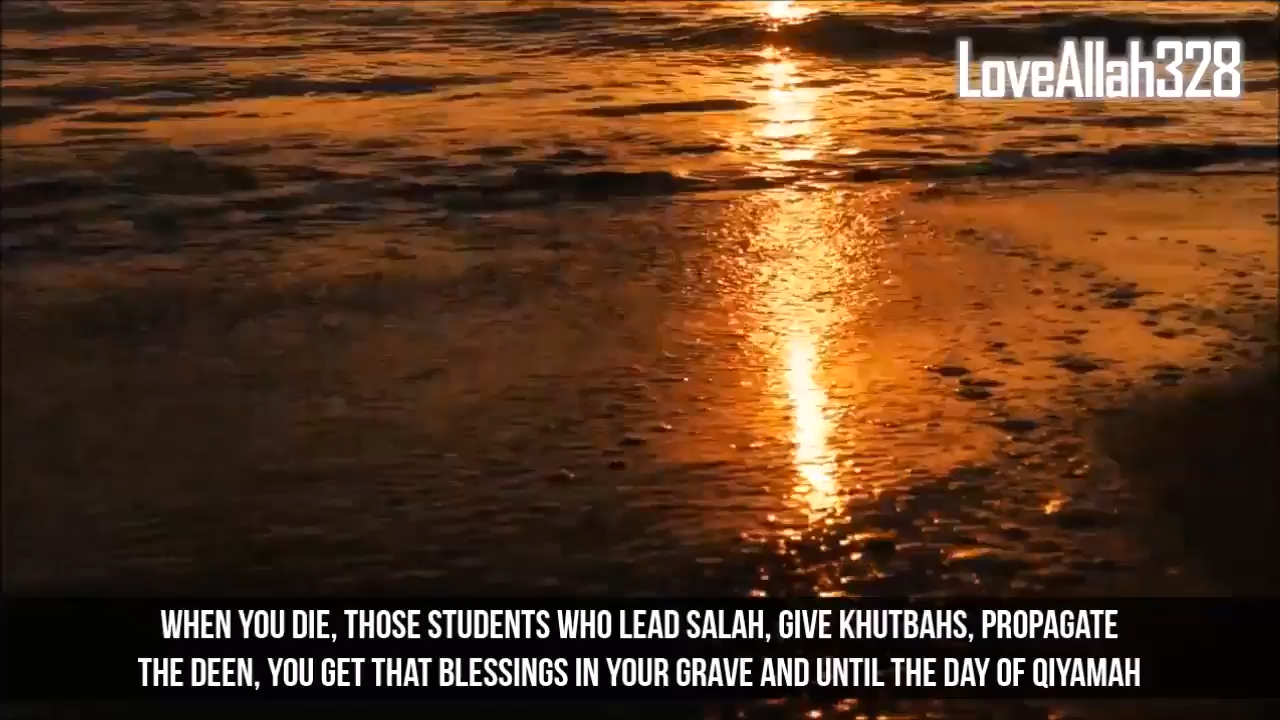 LoveAllah328
WHEN YOU DIE, THOSE STUDENTS WHO LEAD SALAH, GIVE KHUTBAHS, PROPAGATE
THE DEEN, YOU GET THAT BLESSINGS IN YOUR GRAVE AND UNTIL THE DAY OF QIYAMAH